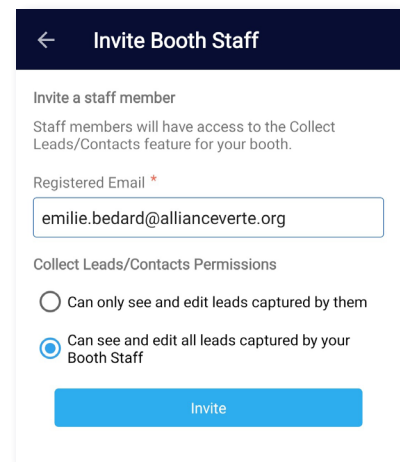 Invite Booth Staff
Invite a staff member
Staff members will have access to the Collect
Leads/Contacts feature for your booth.
Registered Email *
emilie.bedard@allianceverte.org
Collect Leads/Contacts Permissions
Can only see and edit leads captured by them
Can see and edit all leads captured by your
Booth Staff
Invite